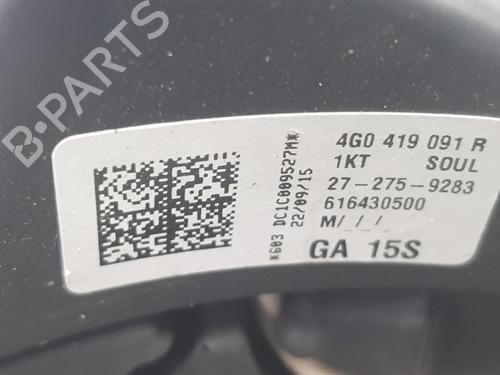 B-PARTS
4G0 419 091 R
1KT SOUL
27-275-9283
616430500
M/_/_/
GA 15S
*603 DC1C009527M*
22/09/15